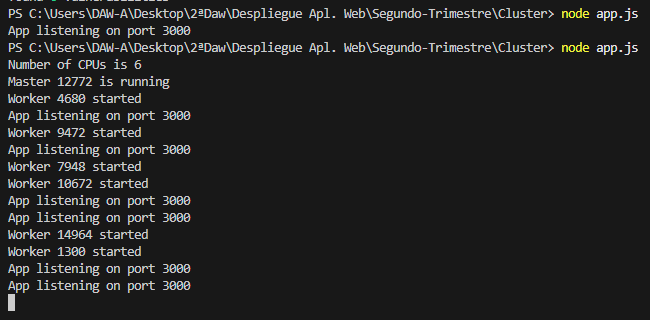 PS C:\Users\DAW-A\Desktop\2ªDaw\Despliegue Apl. Web\Segundo-Trimestre\Cluster> node app.js
App listening on port 3000
PS C:\Users\DAW-A\Desktop\2ªDaw\Despliegue Apl. Web\Segundo-Trimestre\Cluster> node app.js
Number of CPUs is 6
Master 12772 is running
Worker 4680 started
App listening on port 3000
Worker 9472 started
App listening on port 3000
Worker 7948 started
Worker 10672 started
App listening on port 3000
App listening on port 3000
Worker 14964 started
Worker 1300 started
App listening on port 3000
App listening on port 3000